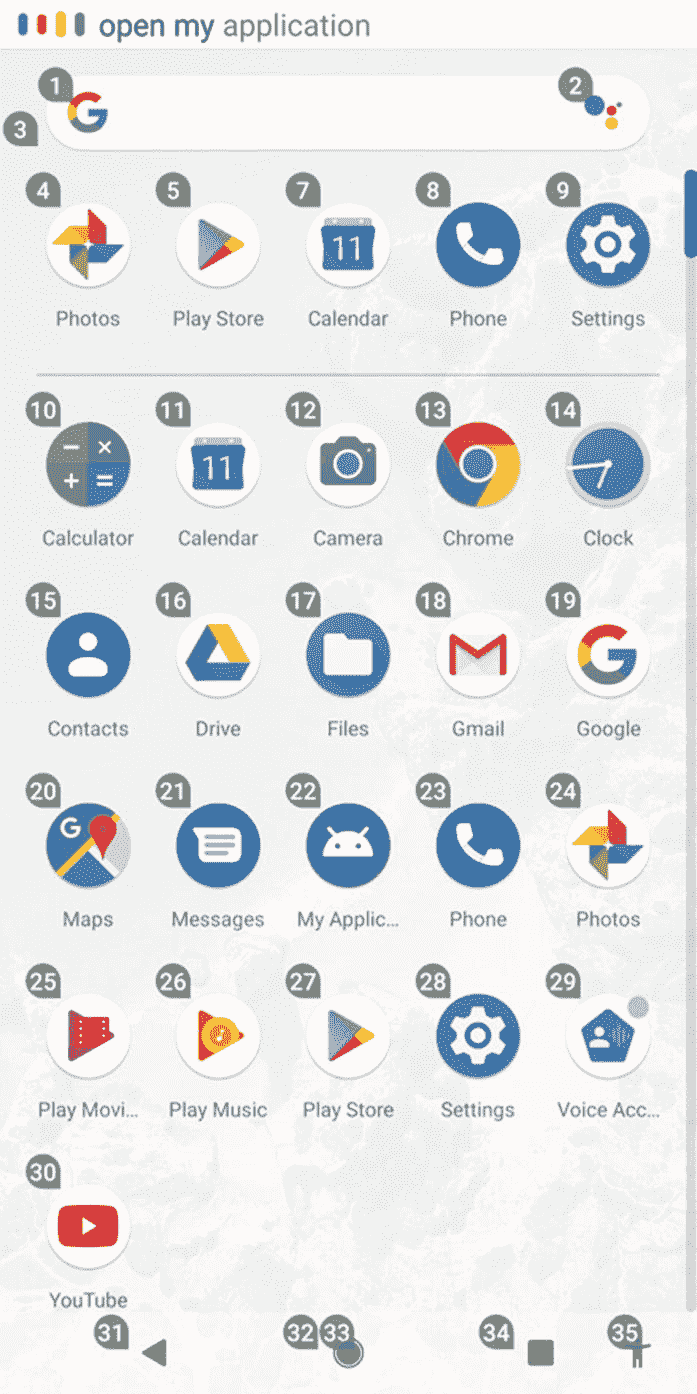 open my application
1 2
3
4 5 7 8 9
11
Photos Play Store Calendar Phone Settings
10 11 12 13 14
− × 11
+ =
Calculator Calendar Camera Chrome Clock
15 16 17 18 19
Contacts Drive Files Gmail Google
20 21 22 23 24
G
Maps Messages My Applic... Phone Photos
25 26 27 28 29
Play Movi... Play Music Play Store Settings Voice Acc...
30
YouTube
31 32 33 34 35